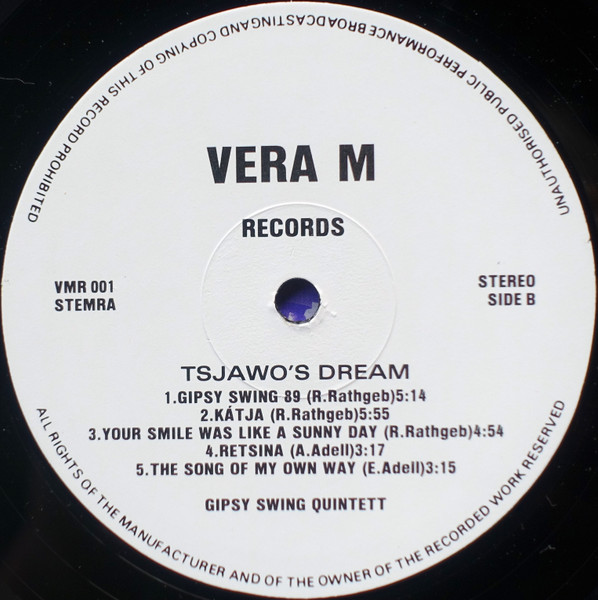 UNAUTHORISED PUBLIC PERFORMANCE BROADCASTINGAND COPYING OF THIS RECORD PROHIBITED
VERA M
RECORDS
VMR 001
STEMRA
STEREO
SIDE B
TSJAWO'S DREAM
1.GIPSY SWING 89 (R.Rathgeb)5:14
2.KÁTJA (R.Rathgeb)5:55
3.YOUR SMILE WAS LIKE A SUNNY DAY (R.Rathgeb)4:54
4.RETSINA (A.Adell)3:17
5.THE SONG OF MY OWN WAY (E.Adell)3:15
GIPSY SWING QUINTETT
ALL RIGHTS OF THE MANUFACTURER AND OF THE OWNER OF THE RECORDED WORK RESERVED